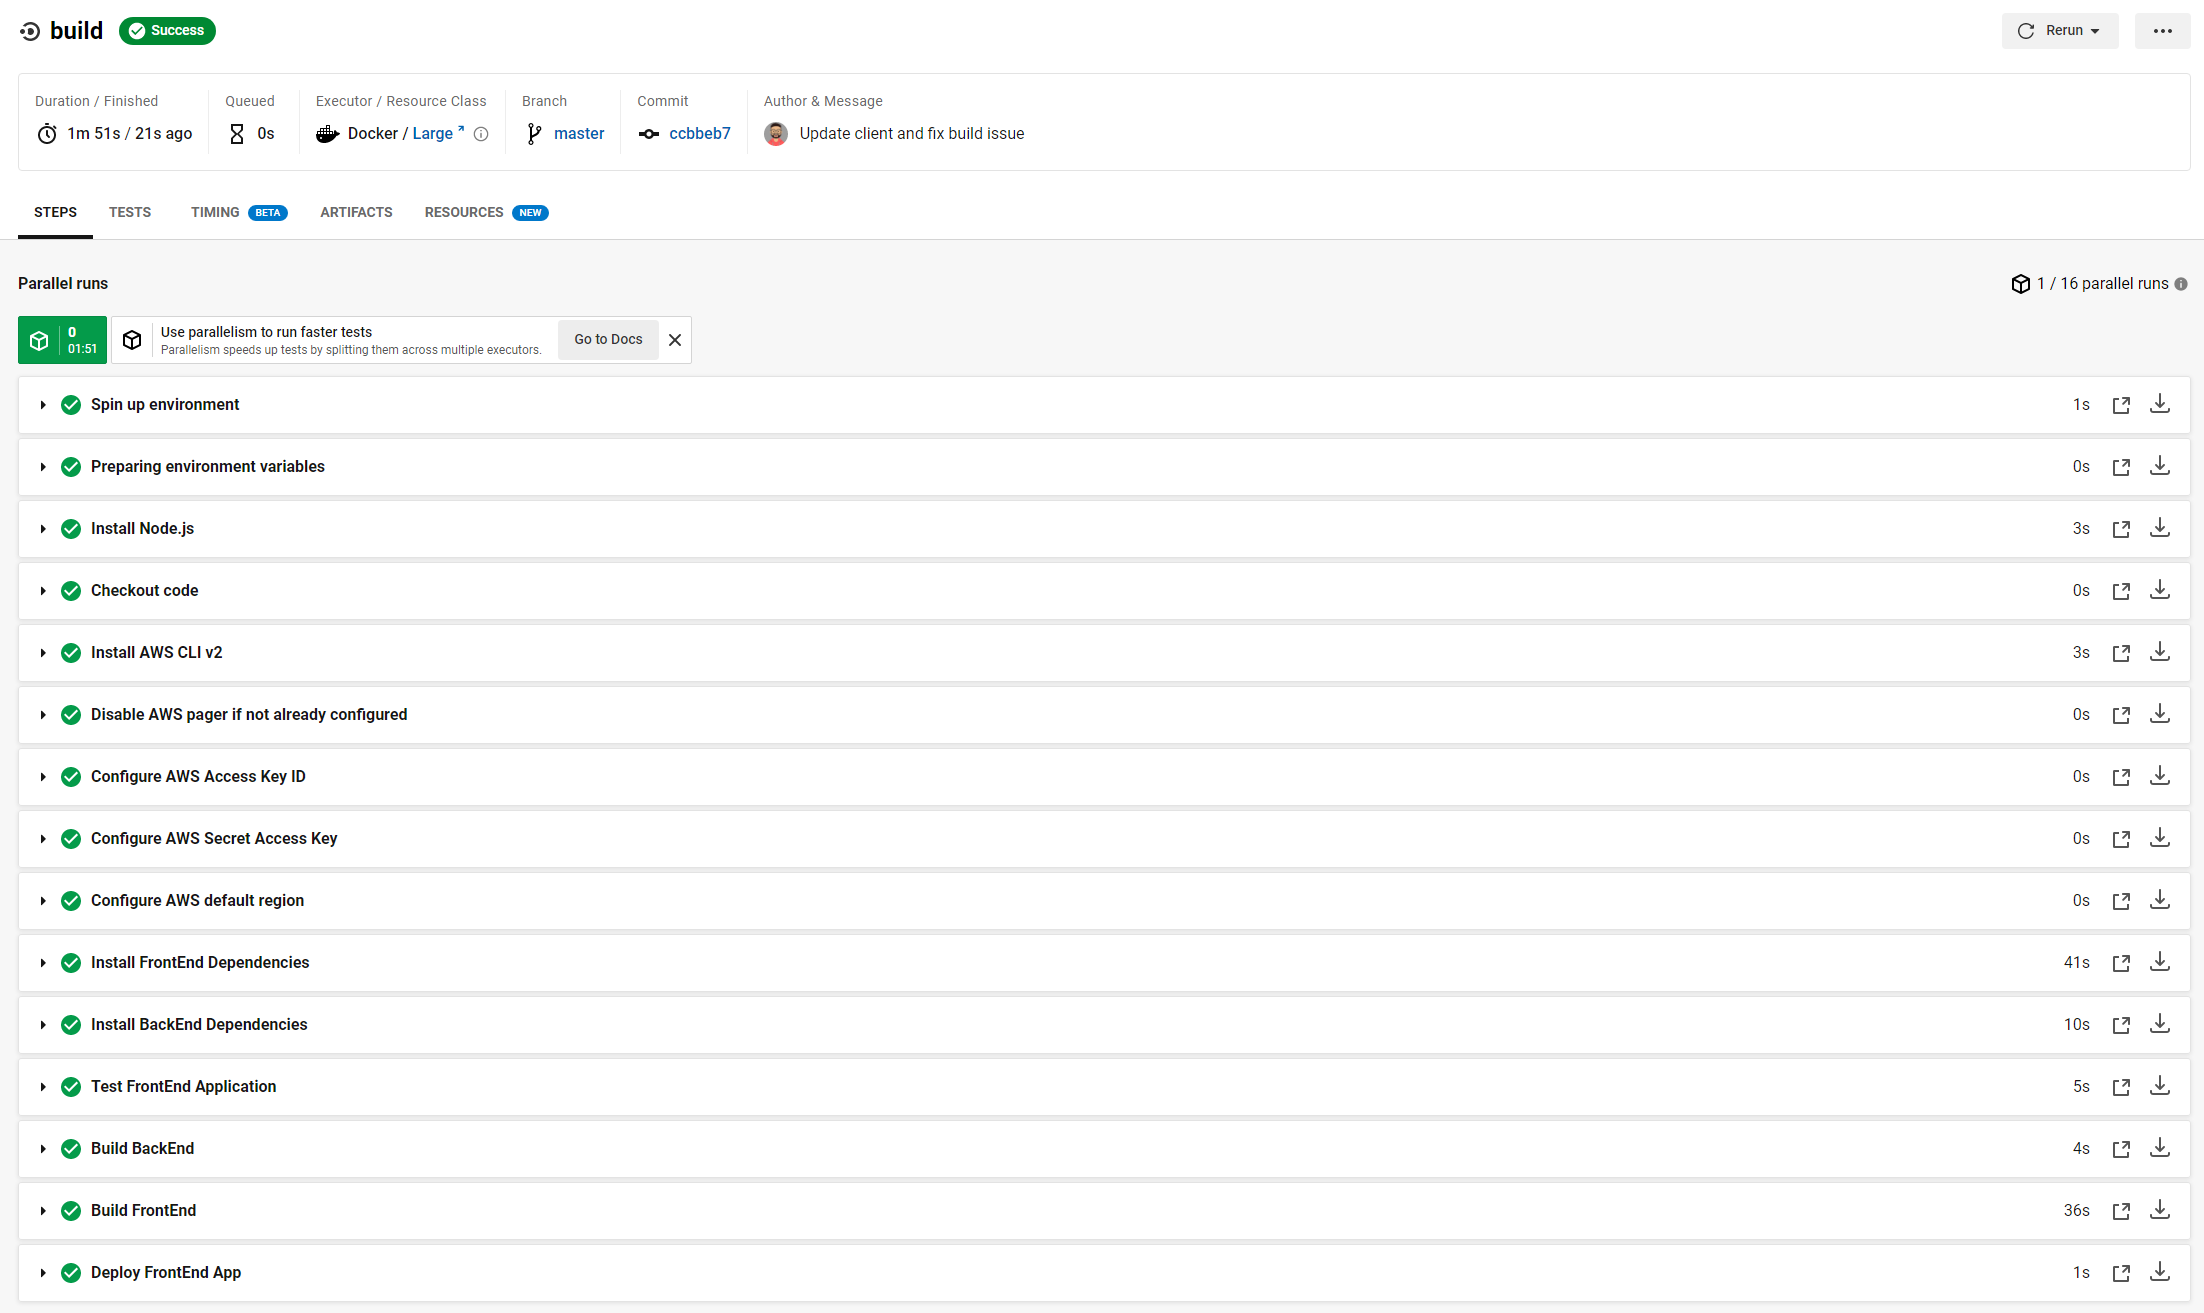 build Success Rerun
Duration / Finished Queued Executor / Resource Class Branch Commit Author & Message
1m 51s / 21s ago 0s Docker / Large master ccbbeb7 Update client and fix build issue
STEPS TESTS TIMING BETA ARTIFACTS RESOURCES NEW
Parallel runs 1 / 16 parallel runs
0
01:51
Use parallelism to run faster tests
Parallelism speeds up tests by splitting them across multiple executors.
Go to Docs
Spin up environment 1s
Preparing environment variables 0s
Install Node.js 3s
Checkout code 0s
Install AWS CLI v2 3s
Disable AWS pager if not already configured 0s
Configure AWS Access Key ID 0s
Configure AWS Secret Access Key 0s
Configure AWS default region 0s
Install FrontEnd Dependencies 41s
Install BackEnd Dependencies 10s
Test FrontEnd Application 5s
Build BackEnd 4s
Build FrontEnd 36s
Deploy FrontEnd App 1s